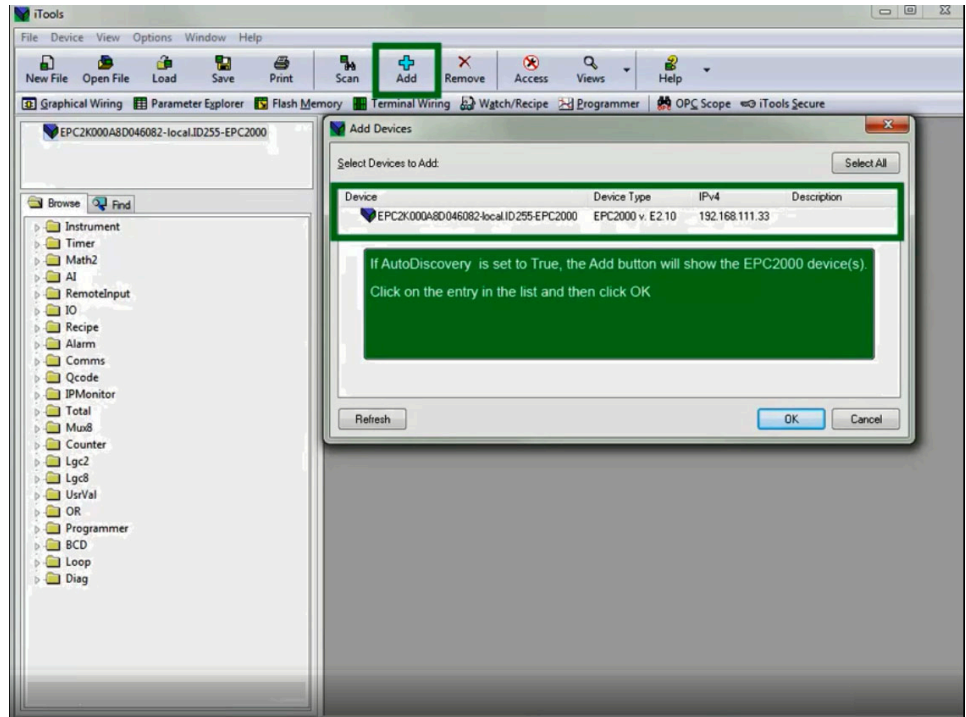 iTools
File Device View Options Window Help
New File Open File Load Save Print Scan Add Remove Access Views Help
Graphical Wiring Parameter Explorer Flash Memory Terminal Wiring Watch/Recipe Programmer OPC Scope iTools Secure
EPC2K000A8D046082-local.ID255-EPC2000
Browse Find
Instrument
Timer
Math2
AI
RemoteInput
IO
Recipe
Alarm
Comms
Qcode
IPMonitor
Total
Mux8
Counter
Lgc2
Lgc8
UsrVal
OR
Programmer
BCD
Loop
Diag
Add Devices
Select Devices to Add:
Select All
Device Device Type IPv4 Description
EPC2K000A8D046082-local.ID255-EPC2000 EPC2000 v. E2.10 192.168.111.33
If AutoDiscovery is set to True, the Add button will show the EPC2000 device(s).
Click on the entry in the list and then click OK
Refresh OK Cancel